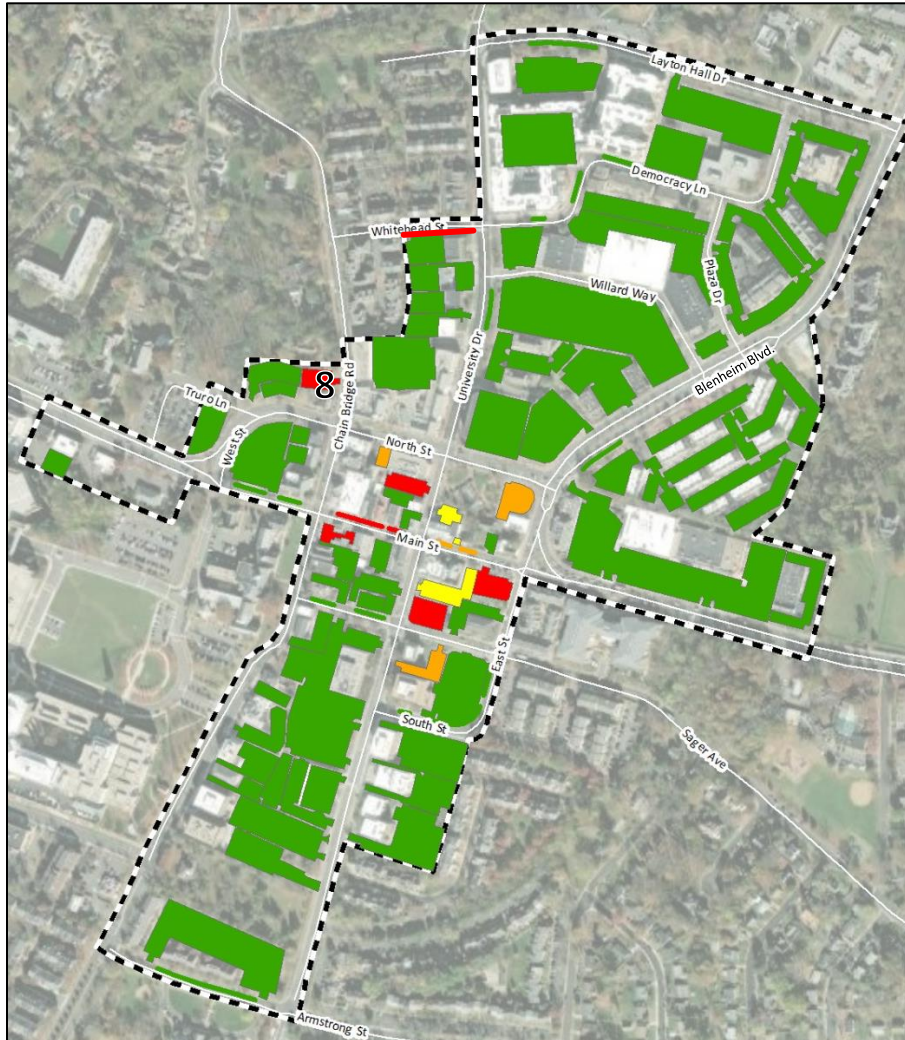 Layton Hall Dr
Democracy Ln
Whitehead St
Plaza Dr
Willard Way
University Dr
Blenheim Blvd.
8
Chain Bridge Rd
Truro Ln
West St
North St
Main St
East St
South St
Sager Ave
Armstrong St